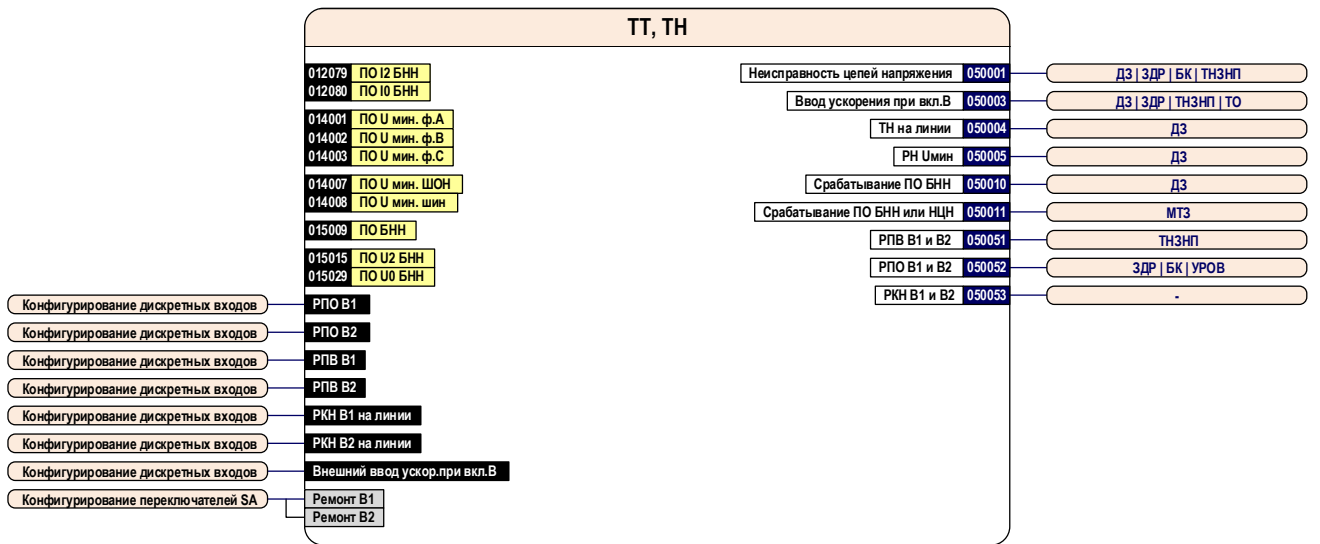 ТТ, ТН
012079 ПО I2 БНН
012080 ПО I0 БНН
014001 ПО U мин. ф.А
014002 ПО U мин. ф.В
014003 ПО U мин. ф.С
014007 ПО U мин. ШОН
014008 ПО U мин. шин
015009 ПО БНН
015015 ПО U2 БНН
015029 ПО U0 БНН
Конфигурирование дискретных входов РПО В1
Конфигурирование дискретных входов РПО В2
Конфигурирование дискретных входов РПВ В1
Конфигурирование дискретных входов РПВ В2
Конфигурирование дискретных входов РКН В1 на линии
Конфигурирование дискретных входов РКН В2 на линии
Конфигурирование дискретных входов Внешний ввод ускор.при вкл.В
Конфигурирование переключателей SA Ремонт В1
Ремонт В2
Неисправность цепей напряжения 050001 ДЗ | ЗДР | БК | ТНЗНП
Ввод ускорения при вкл.В 050003 ДЗ | ЗДР | ТНЗНП | ТО
ТН на линии 050004 ДЗ
РН Uмин 050005 ДЗ
Срабатывание ПО БНН 050010 ДЗ
Срабатывание ПО БНН или НЦН 050011 МТЗ
РПВ В1 и В2 050051 ТНЗНП
РПО В1 и В2 050052 ЗДР | БК | УРОВ
РКН В1 и В2 050053 -